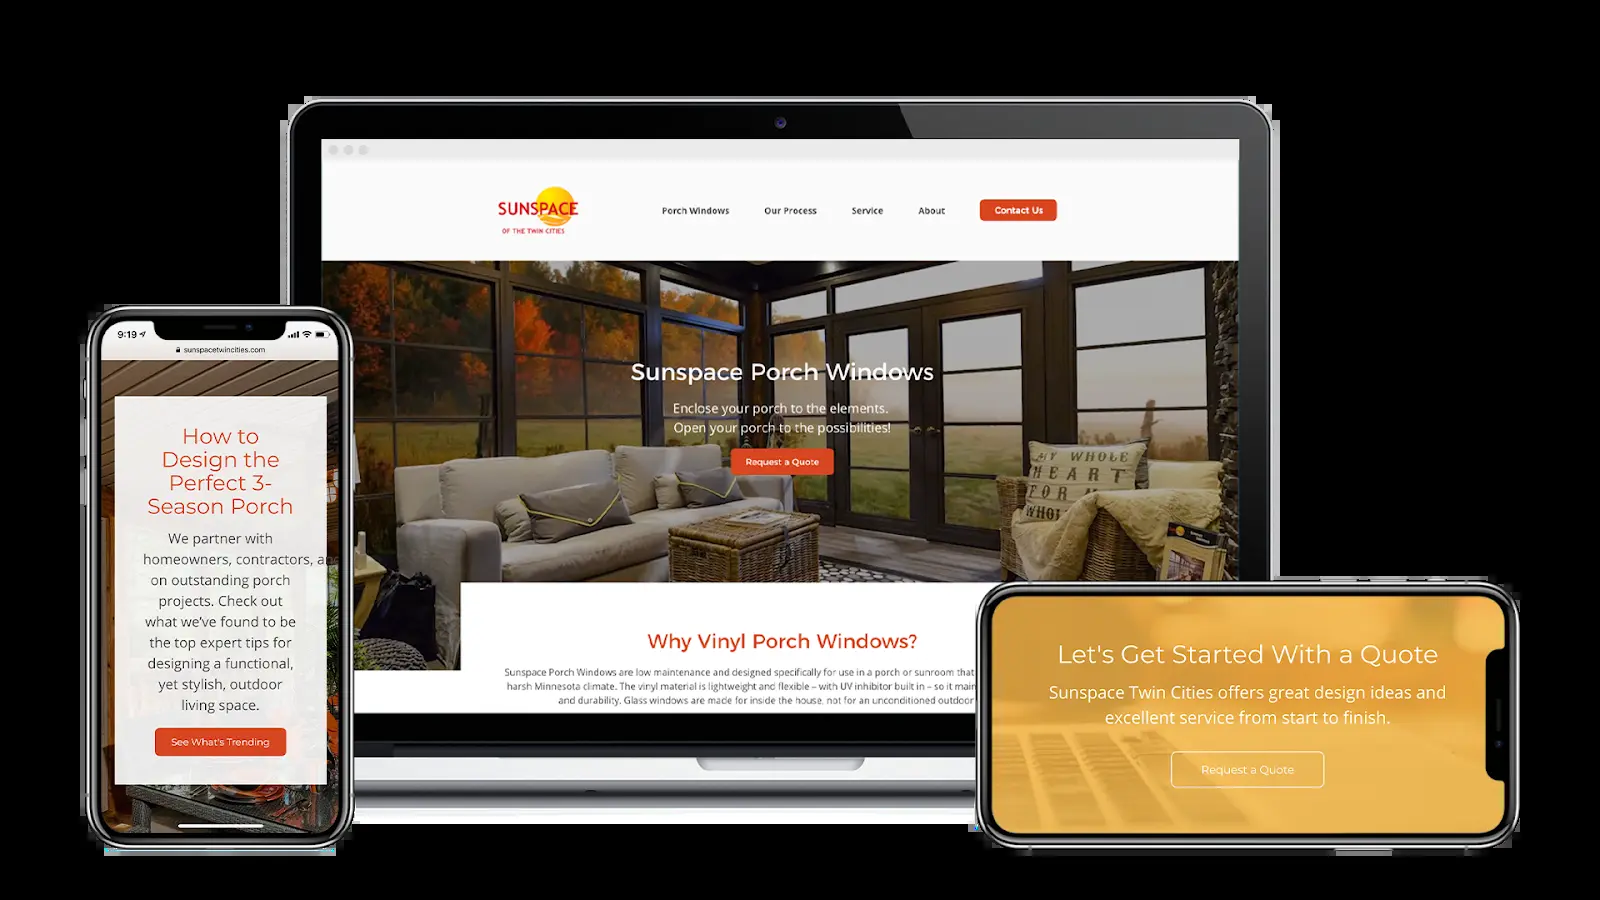 SUNSPACE
OF THE TWIN CITIES
Porch Windows
Our Process
Service
About
Contact Us
Sunspace Porch Windows
Enclose your porch to the elements.
Open your porch to the possibilities!
Request a Quote
MY WHOLE
HEART
FOR
WHOL
Why Vinyl Porch Windows?
Sunspace Porch Windows are low maintenance and designed specifically for use in a porch or sunroom that
harsh Minnesota climate. The vinyl material is lightweight and flexible – with UV inhibitor built in – so it main
and durability. Glass windows are made for inside the house, not for an unconditioned outdoor
9:19
sunspacetwincities.com
How to
Design the
Perfect 3-
Season Porch
We partner with
homeowners, contractors, and
on outstanding porch
projects. Check out
what we've found to be
the top expert tips for
designing a functional,
yet stylish, outdoor
living space.
See What's Trending
Let's Get Started With a Quote
Sunspace Twin Cities offers great design ideas and
excellent service from start to finish.
Request a Quote